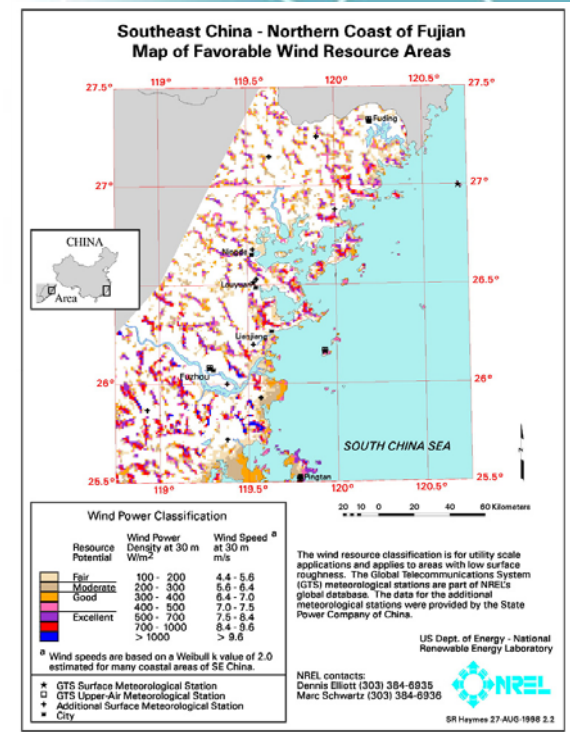 Southeast China - Northern Coast of Fujian
Map of Favorable Wind Resource Areas
119° 119.5° 120° 120.5°
27.5° 27.5°
Fuding
27° 27°
CHINA
Area
Ningde
26.5° 26.5°
Louyuan
Lienjiang
26° 26°
Fuzhou
SOUTH CHINA SEA
25.5° 25.5°
Pingtan
119° 119.5° 120° 120.5°
20 10 0 20 40 60 Kilometers
Wind Power Classification
Resource Potential Wind Power Density at 30 m W/m² Wind Speed ª at 30 m m/s
Fair 100 - 200 4.4 - 5.6
Moderate 200 - 300 5.6 - 6.4
Good 300 - 400 6.4 - 7.0
400 - 500 7.0 - 7.5
Excellent 500 - 700 7.5 - 8.4
700 - 1000 8.4 - 9.6
> 1000 > 9.6
ª Wind speeds are based on a Weibull k value of 2.0
estimated for many coastal areas of SE China.
GTS Surface Meteorological Station
GTS Upper-Air Meteorological Station
Additional Surface Meteorological Station
City
The wind resource classification is for utility scale
applications and applies to areas with low surface
roughness. The Global Telecommunications System
(GTS) meteorological stations are part of NREL's
global database. The data for the additional
meteorological stations were provided by the State
Power Company of China.
US Dept. of Energy - National
Renewable Energy Laboratory
NREL contacts:
Dennis Elliott (303) 384-6935
Marc Schwartz (303) 384-6936
NREL
SR Haymes 27-AUG-1998 2.2